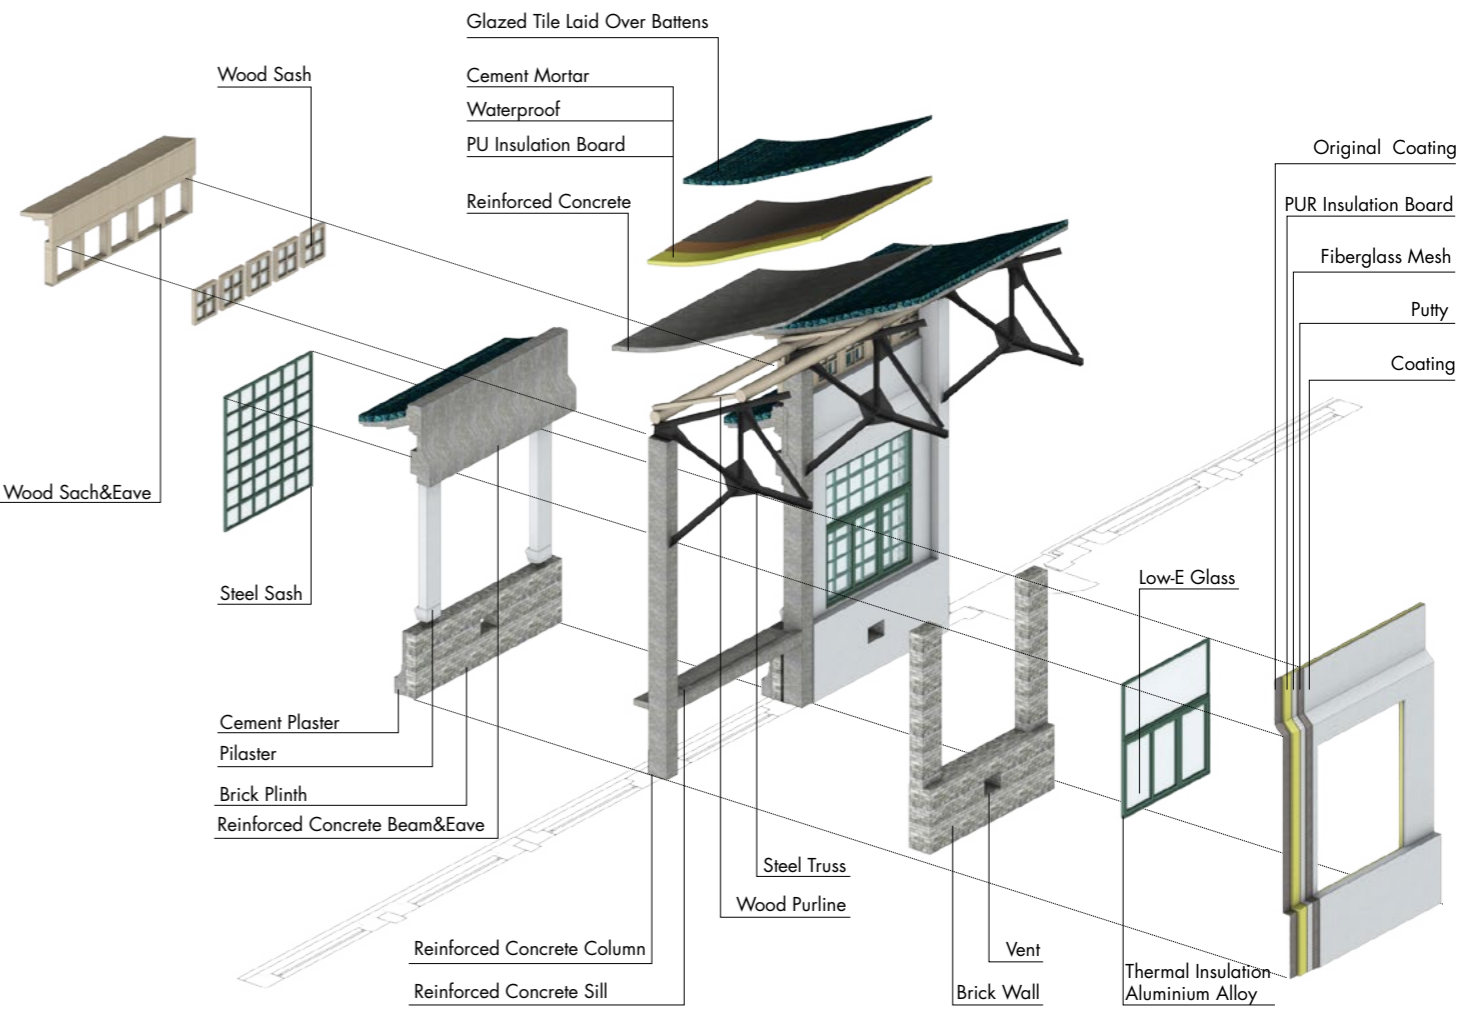 Glazed Tile Laid Over Battens
Wood Sash
Cement Mortar
Waterproof
PU Insulation Board
Reinforced Concrete
Original Coating
PUR Insulation Board
Fiberglass Mesh
Putty
Coating
Wood Sach&Eave
Steel Sash
Low-E Glass
Cement Plaster
Pilaster
Brick Plinth
Reinforced Concrete Beam&Eave
Steel Truss
Wood Purline
Reinforced Concrete Column
Reinforced Concrete Sill
Vent
Brick Wall
Thermal Insulation
Aluminium Alloy